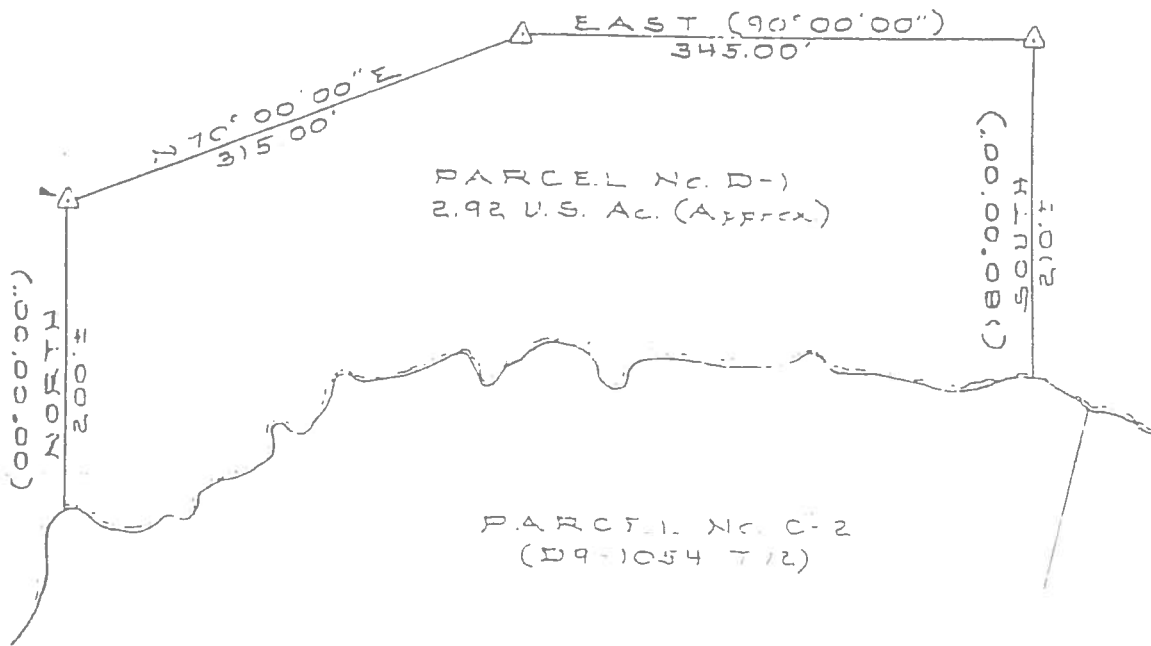 EAST (90°00'00")
345.00'
N 70° 00' 00" E
315.00'
PARCEL No. D-1
2.92 U.S. Ac. (Approx)
SOUTH
(180°00'00")
210.±
NORTH
(00°00'00")
200.±
PARCEL No. C-2
(D9-1054 T 12)